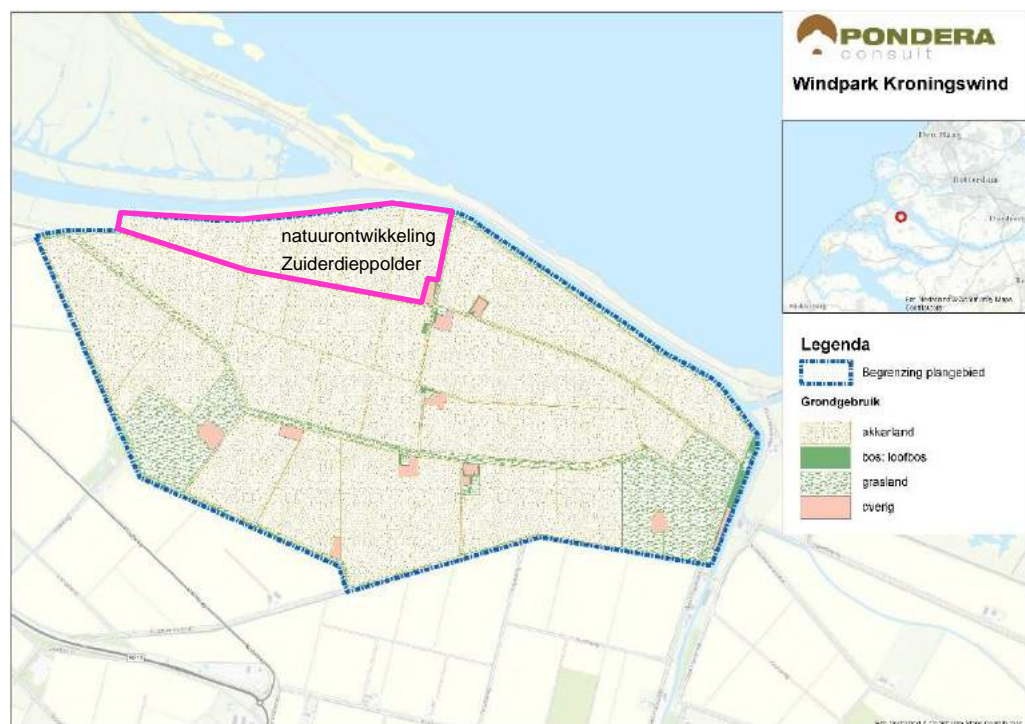 PONDERA
consult
Windpark Kroningswind
Den Haag
Rotterdam
natuurontwikkeling
Zuiderdieppolder
Legenda
Begrenzing plangebied
Grondgebruik
akkerland
bos: loofbos
grasland
overig